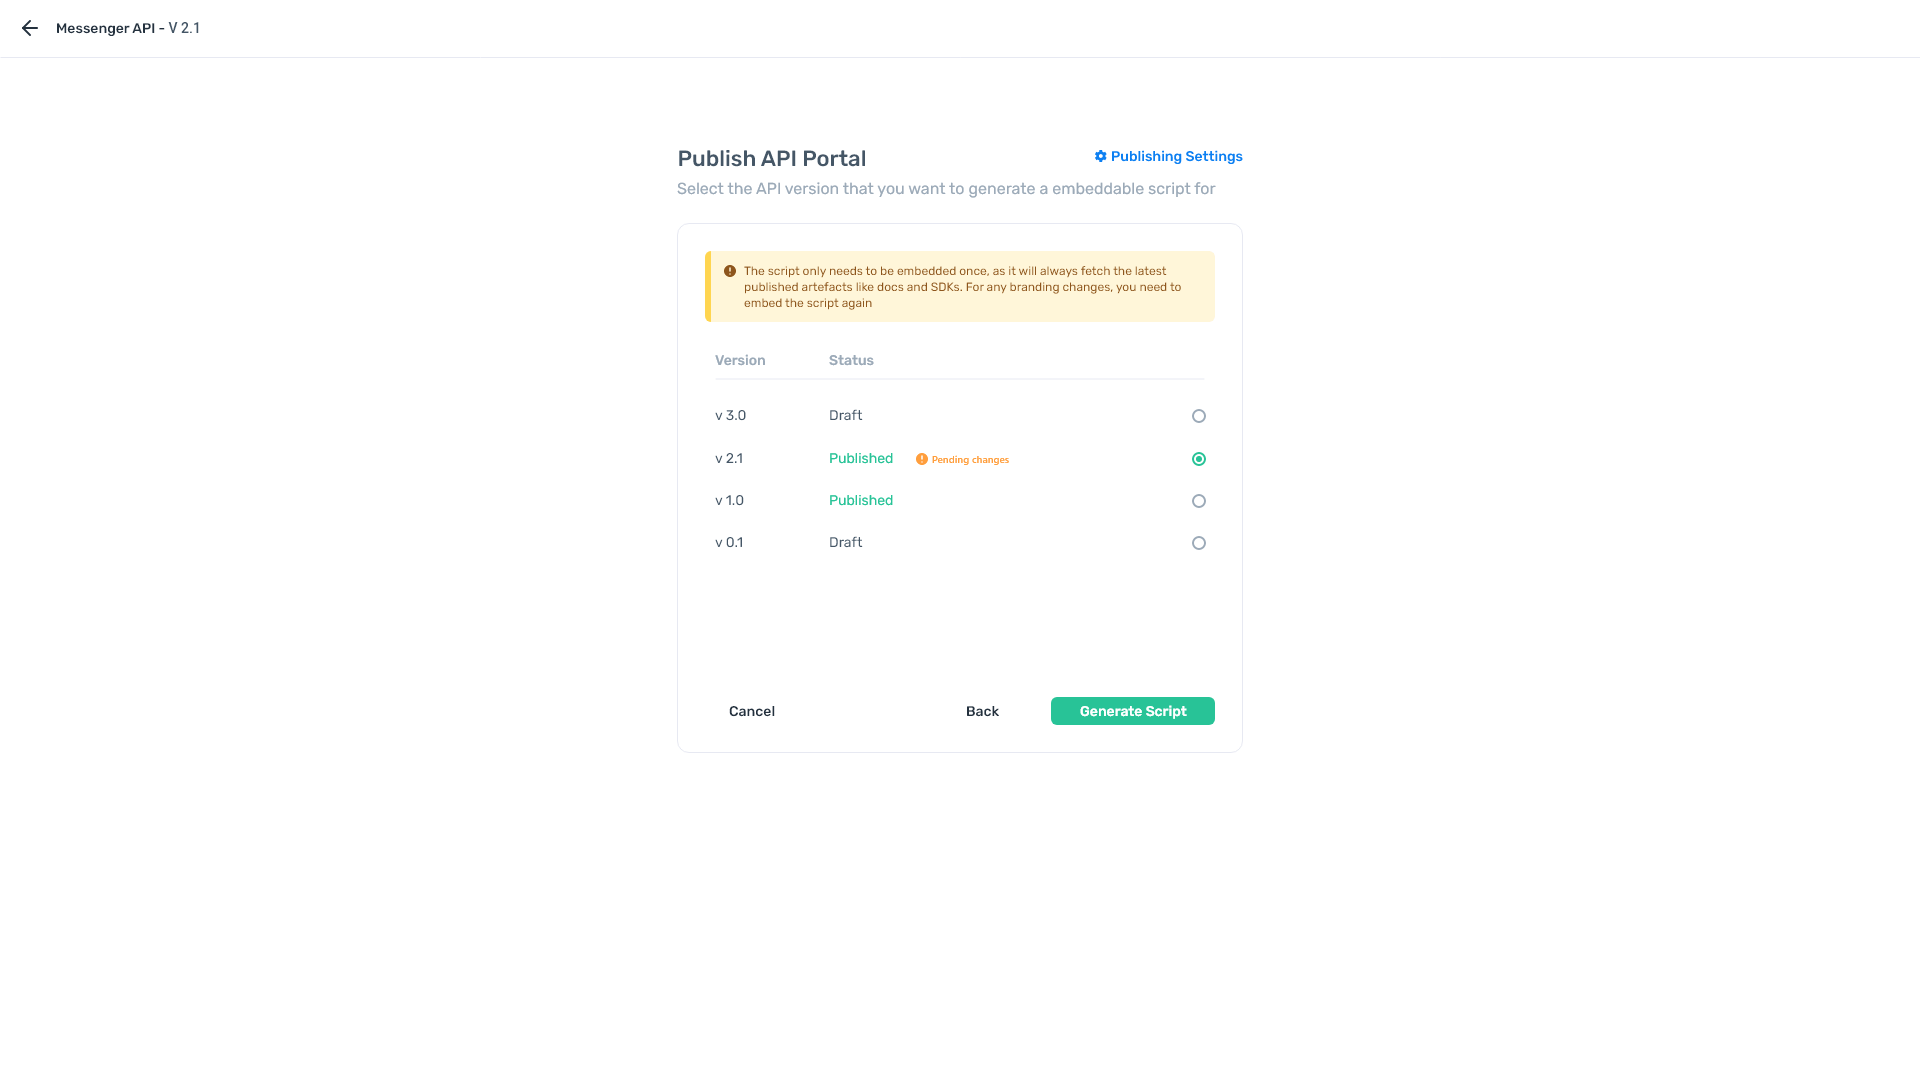 Messenger API - V 2.1
Publish API Portal
Publishing Settings
Select the API version that you want to generate a embeddable script for
The script only needs to be embedded once, as it will always fetch the latest
published artefacts like docs and SDKs. For any branding changes, you need to
embed the script again
Version Status
v 3.0 Draft
v 2.1 Published Pending changes
v 1.0 Published
v 0.1 Draft
Cancel Back Generate Script